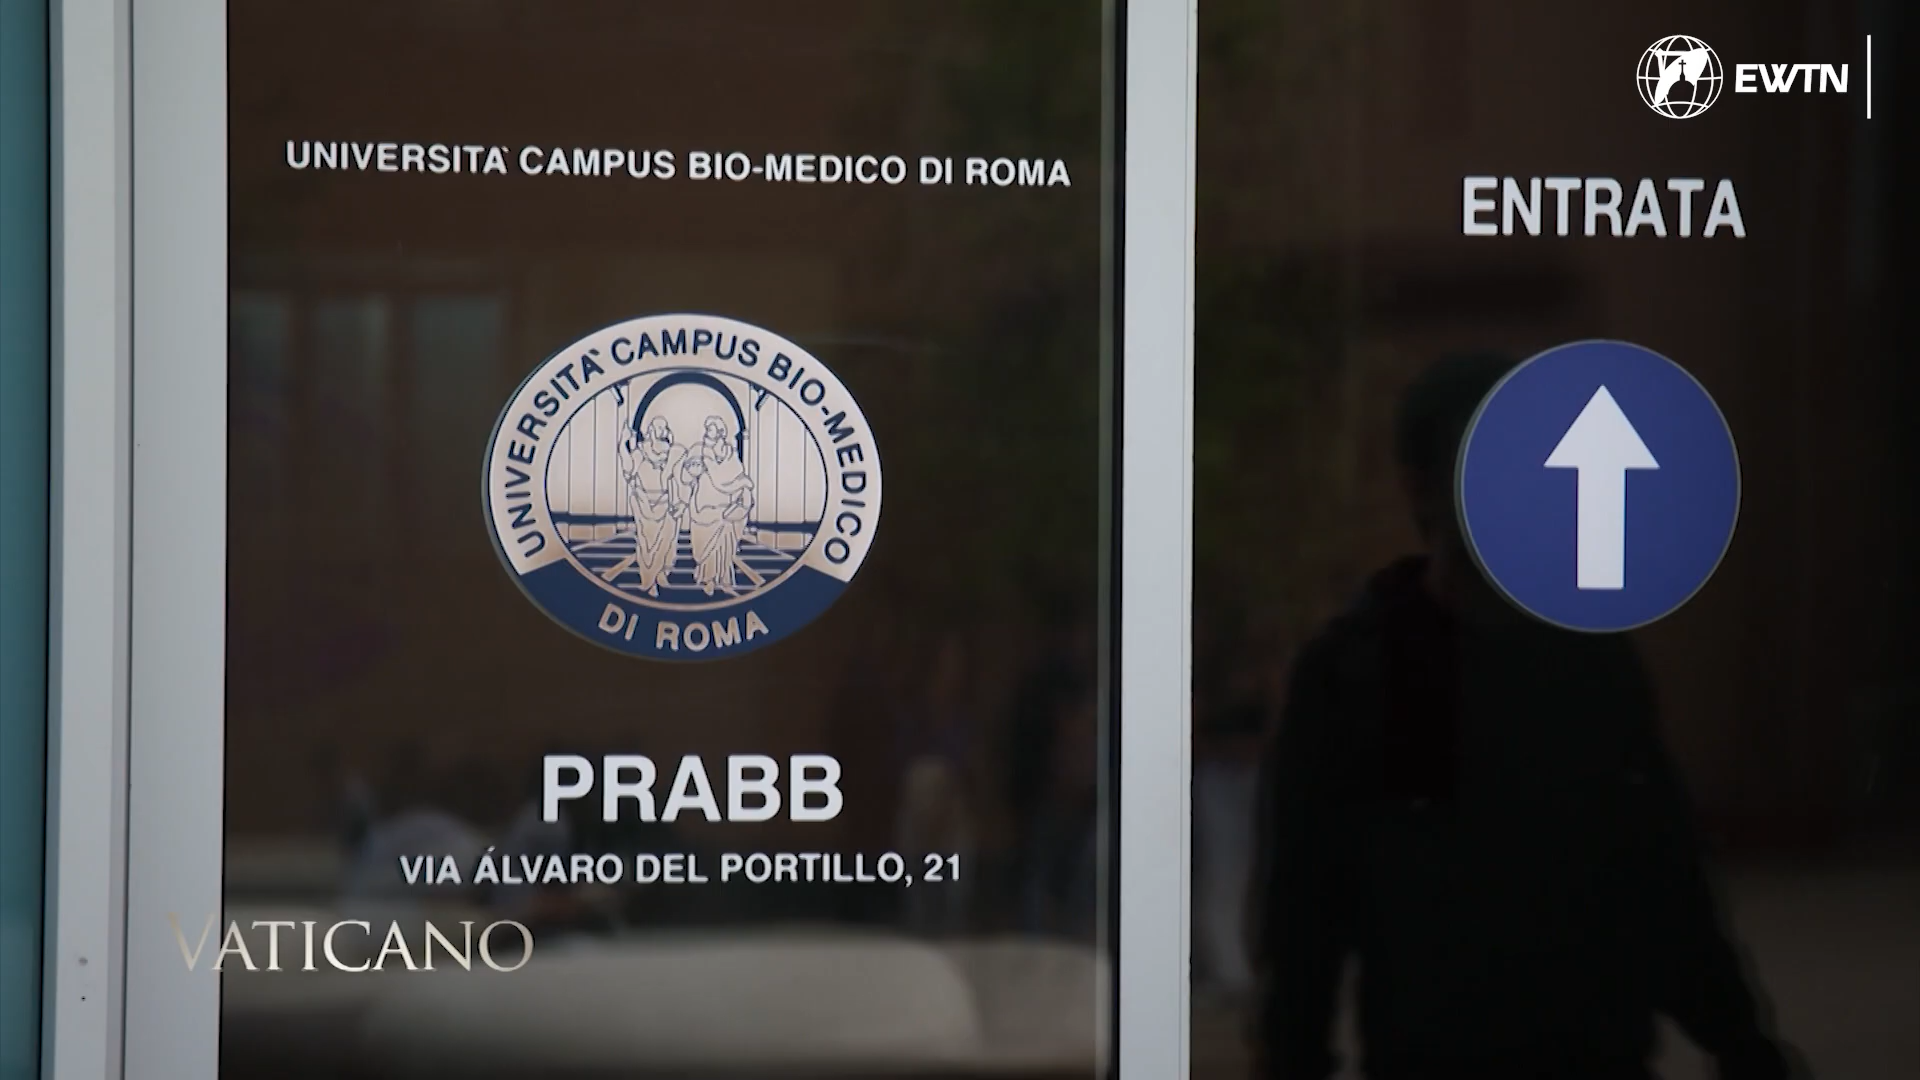 EWTN
UNIVERSITA` CAMPUS BIO-MEDICO DI ROMA
ENTRATA
UNIVERSITA` CAMPUS BIO-MEDICO
DI ROMA
PRABB
VIA ÁLVARO DEL PORTILLO, 21
VATICANO